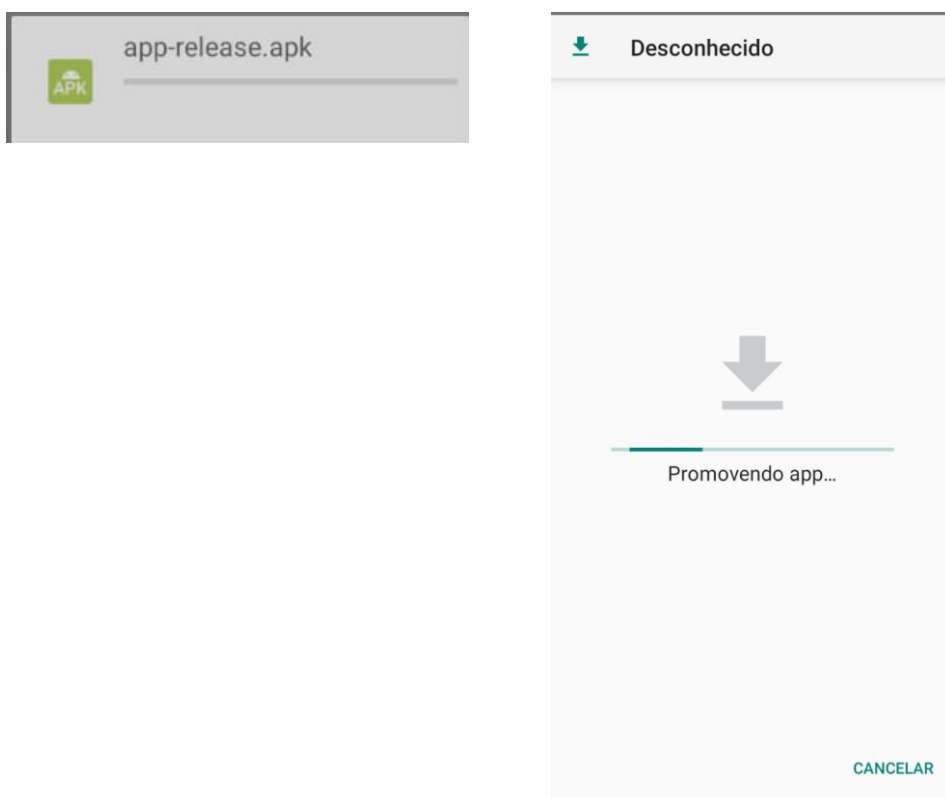 app-release.apk
APK
Desconhecido
Promovendo app…
CANCELAR